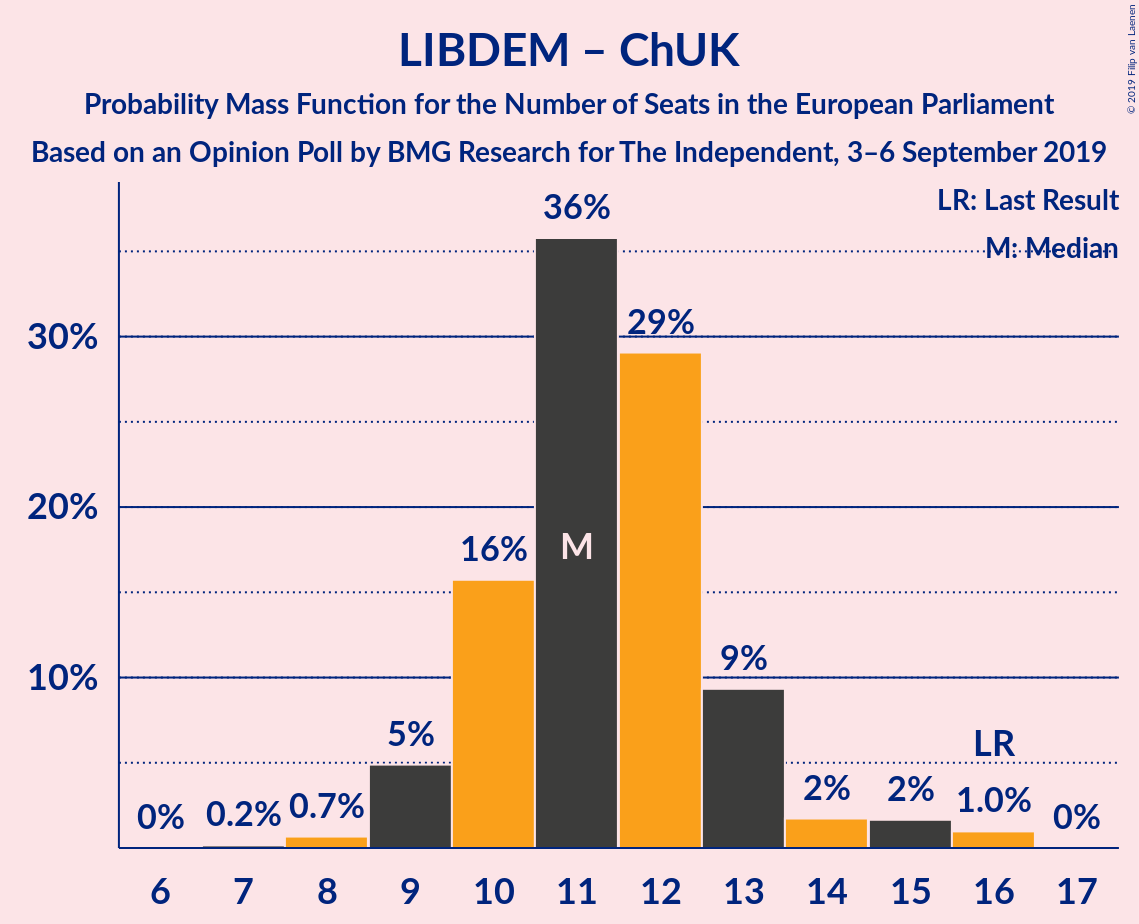 LIBDEM – ChUK
Probability Mass Function for the Number of Seats in the European Parliament
Based on an Opinion Poll by BMG Research for The Independent, 3–6 September 2019
© 2019 Filip van Laenen
LR: Last Result
M: Median
30%
20%
10%
0%
0.2%
0.7%
5%
16%
36%
M
29%
9%
2%
2%
LR
1.0%
0%
6 7 8 9 10 11 12 13 14 15 16 17